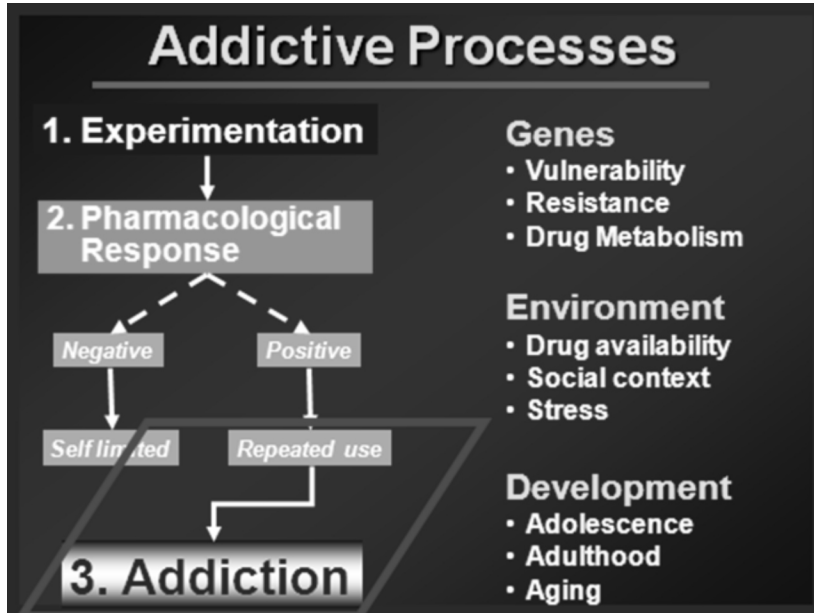 Addictive Processes
1. Experimentation
2. Pharmacological
Response
Negative
Positive
Self limited
Repeated use
3. Addiction
Genes
• Vulnerability
• Resistance
• Drug Metabolism
Environment
• Drug availability
• Social context
• Stress
Development
• Adolescence
• Adulthood
• Aging